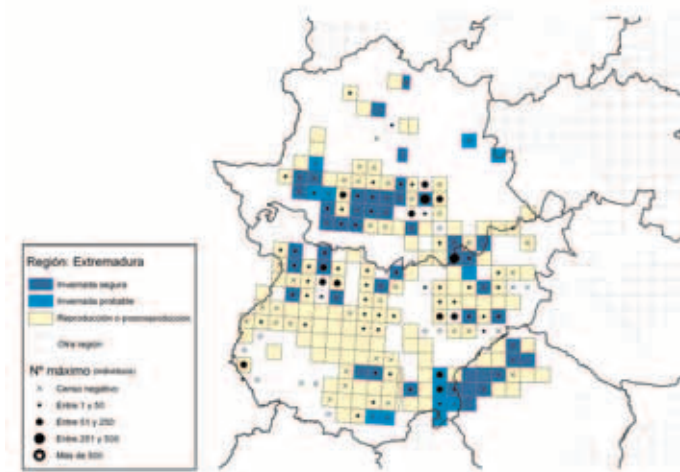 Región: Extremadura
Invernada segura
Invernada probable
Reproducción o posreproducción
Otra región
Nº máximo (individuos)
Censo negativo
Entre 1 y 50
Entre 51 y 250
Entre 251 y 500
Más de 500